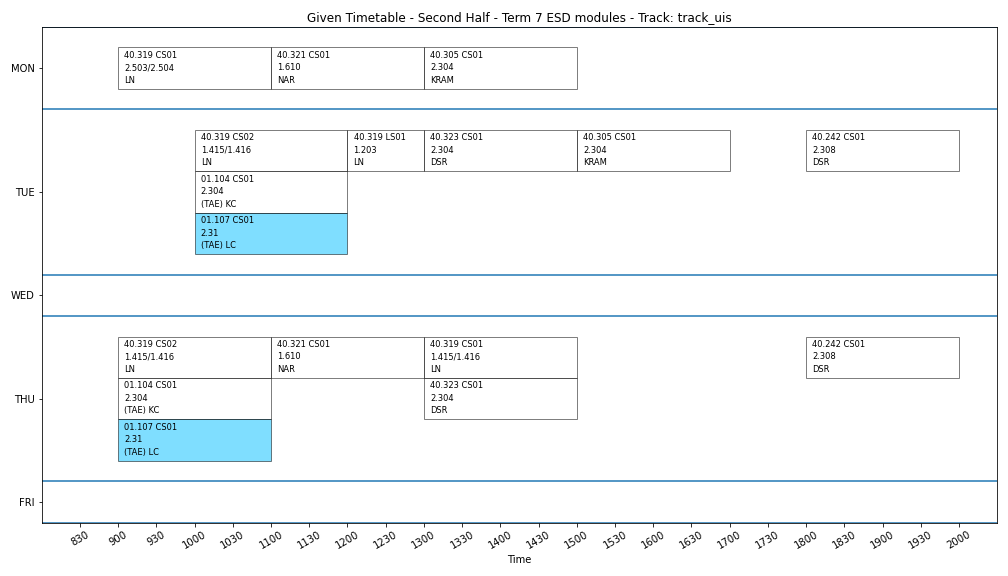 Given Timetable - Second Half - Term 7 ESD modules - Track: track_uis
MON
40.319 CS01
2.503/2.504
LN
40.321 CS01
1.610
NAR
40.305 CS01
2.304
KRAM
TUE
40.319 CS02
1.415/1.416
LN
40.319 LS01
1.203
LN
40.323 CS01
2.304
DSR
40.305 CS01
2.304
KRAM
40.242 CS01
2.308
DSR
01.104 CS01
2.304
(TAE) KC
01.107 CS01
2.31
(TAE) LC
WED
THU
40.319 CS02
1.415/1.416
LN
40.321 CS01
1.610
NAR
40.319 CS01
1.415/1.416
LN
40.242 CS01
2.308
DSR
01.104 CS01
2.304
(TAE) KC
40.323 CS01
2.304
DSR
01.107 CS01
2.31
(TAE) LC
FRI
830 900 930 1000 1030 1100 1130 1200 1230 1300 1330 1400 1430 1500 1600 1630 1700 1730 1800 1830 1900 1930 2000
Time